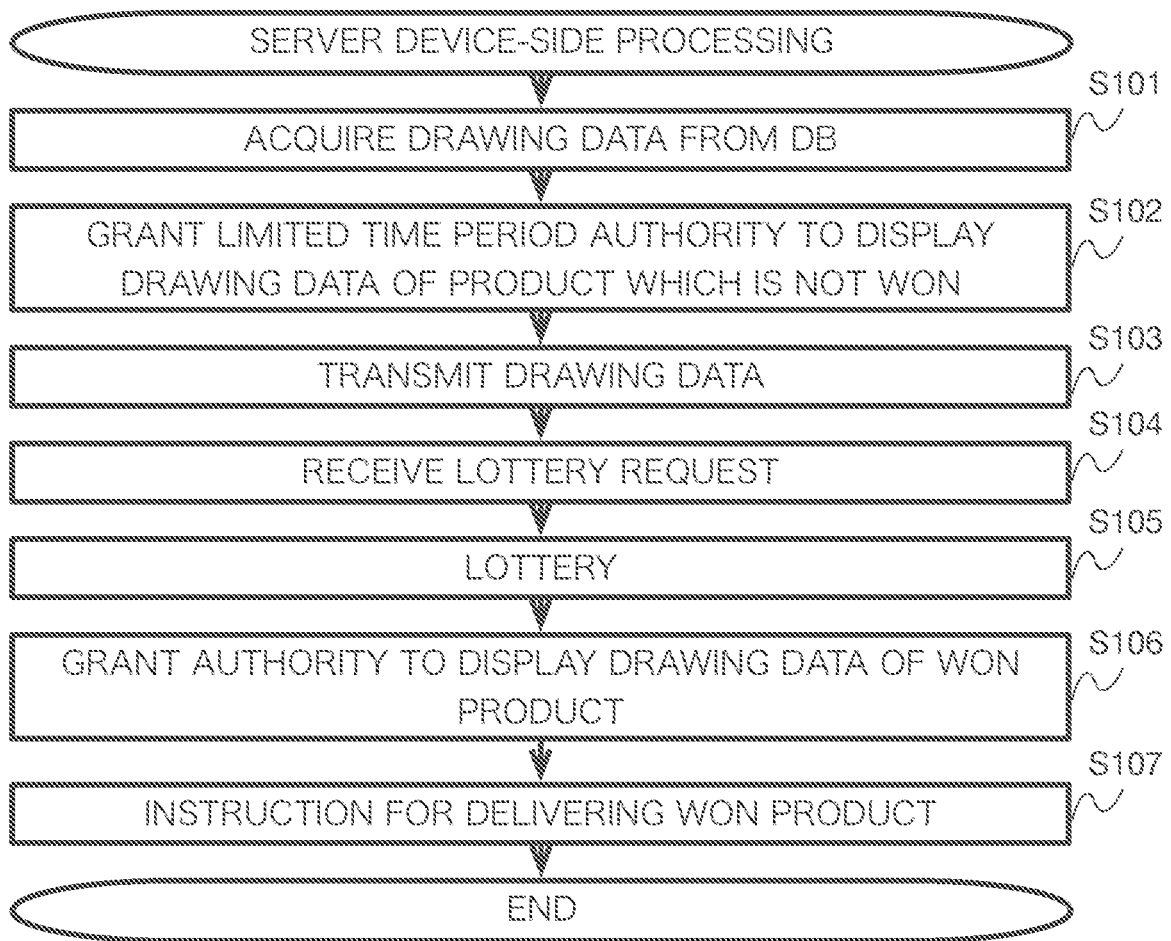 SERVER DEVICE-SIDE PROCESSING
S101
ACQUIRE DRAWING DATA FROM DB
S102
GRANT LIMITED TIME PERIOD AUTHORITY TO DISPLAY
DRAWING DATA OF PRODUCT WHICH IS NOT WON
S103
TRANSMIT DRAWING DATA
S104
RECEIVE LOTTERY REQUEST
S105
LOTTERY
S106
GRANT AUTHORITY TO DISPLAY DRAWING DATA OF WON
PRODUCT
S107
INSTRUCTION FOR DELIVERING WON PRODUCT
END